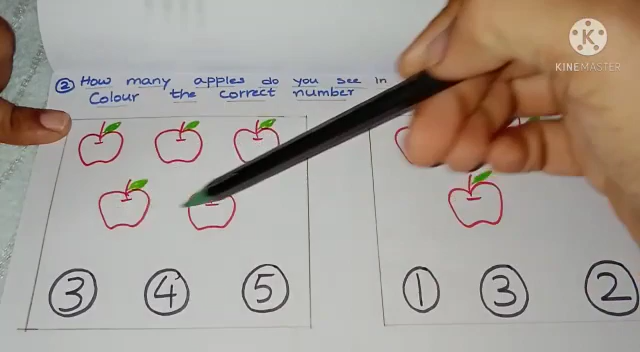 KINEMASTER
② How many apples do you see in
Colour the correct number
3 4 5
1 3 2